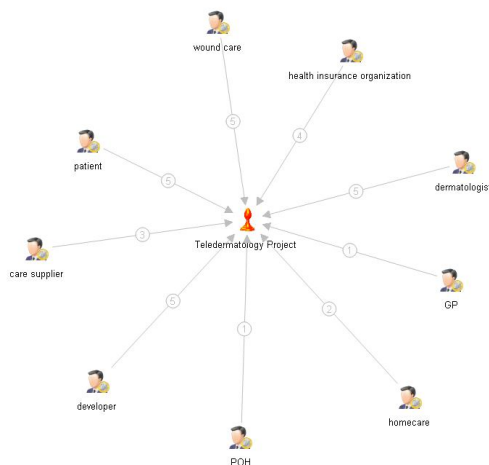 wound care
health insurance organization
5
4
patient
5
5
dermatologist
3
Teledermatology Project
1
care supplier
5
1
2
GP
developer
homecare
POH